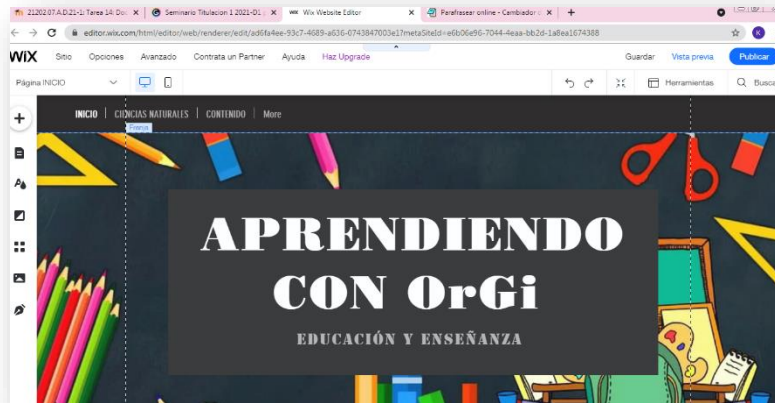 21202.07.A.D.21-1: Tarea 14: Doc
Seminario Titulacion 1 2021-D1
Wix Website Editor
Parafrasear online - Cambiador
editor.wix.com/html/editor/web/renderer/edit/ad6fa4ee-93c7-4689-a636-0743847003e1?metaSiteId=e6b06e96-7044-4eaa-bb2d-1a8ea1674388
K
WiX Sitio Opciones Avanzado Contrata un Partner Ayuda Haz Upgrade Guardar Vista previa Publicar
Página INICIO Herramientas Busca
INICIO | CIENCIAS NATURALES | CONTENIDO | More
Franja
APRENDIENDO
CON OrGi
EDUCACIÓN Y ENSEÑANZA